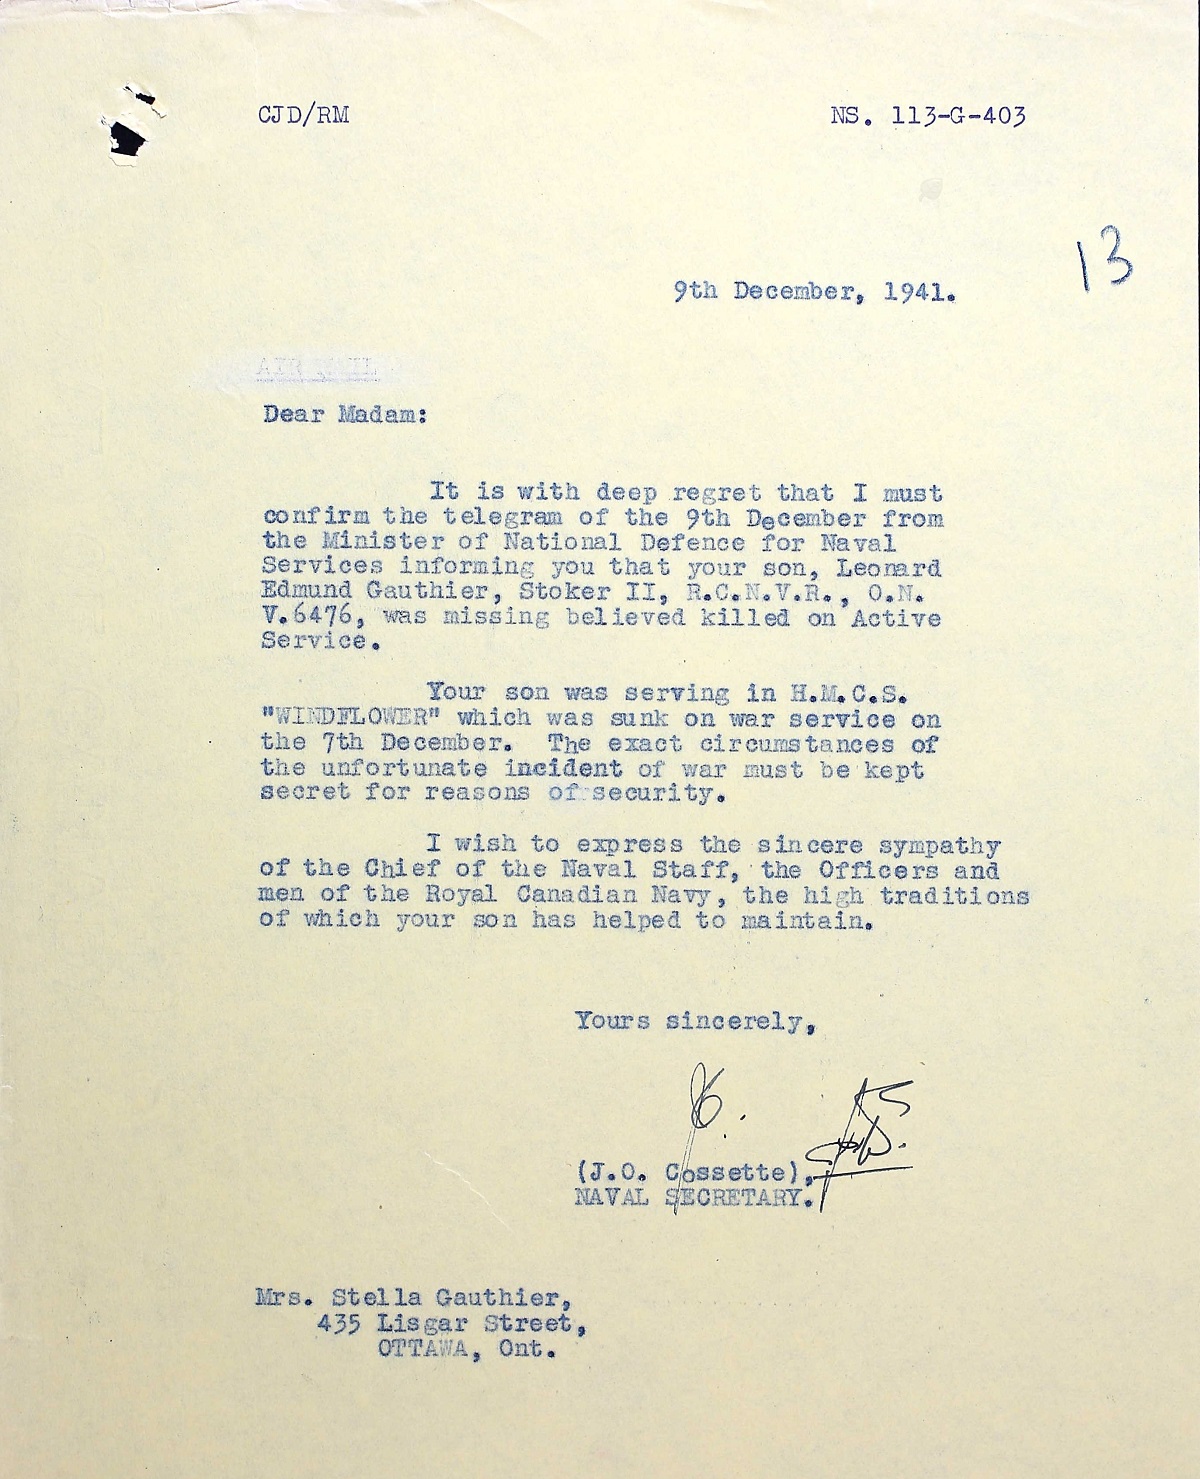 CJD/RM
NS. 113-G-403
13
9th December, 1941.
AIR MAIL
Dear Madam:
It is with deep regret that I must
confirm the telegram of the 9th December from
the Minister of National Defence for Naval
Services informing you that your son, Leonard
Edmund Gauthier, Stoker II, R.C.N.V.R., O.N.
V.6476, was missing believed killed on Active
Service.
Your son was serving in H.M.C.S.
"WINDFLOWER" which was sunk on war service on
the 7th December. The exact circumstances of
the unfortunate incident of war must be kept
secret for reasons of security.
I wish to express the sincere sympathy
of the Chief of the Naval Staff, the Officers and
men of the Royal Canadian Navy, the high traditions
of which your son has helped to maintain.
Yours sincerely,
(J.O. Cossette),
NAVAL SECRETARY.
Mrs. Stella Gauthier,
435 Lisgar Street,
OTTAWA, Ont.